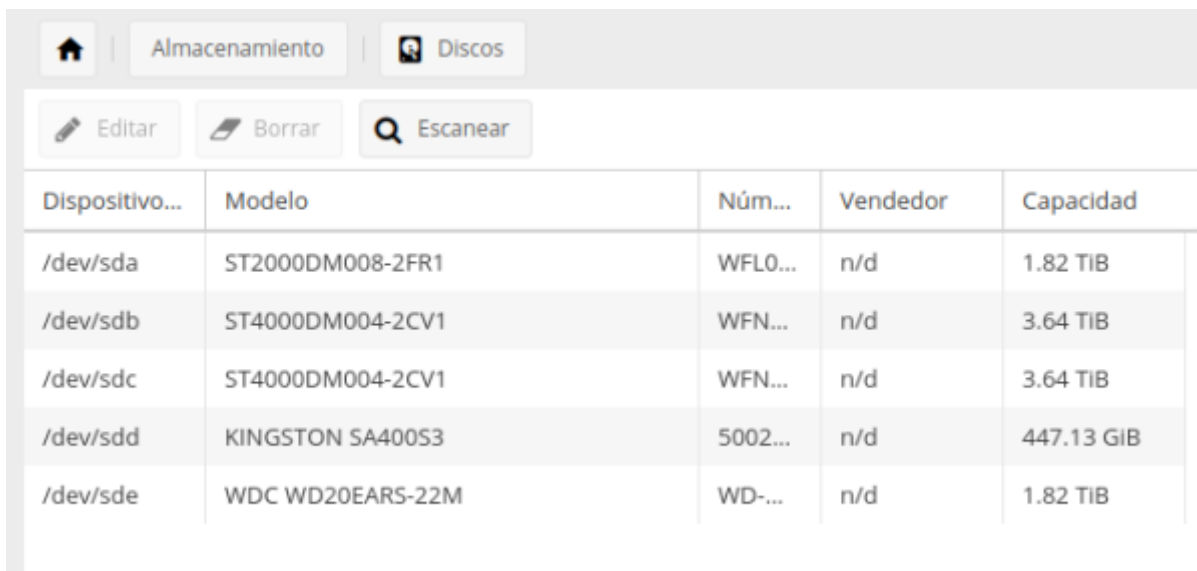 Almacenamiento Discos
Editar Borrar Escanear
Dispositivo... Modelo Núm... Vendedor Capacidad
/dev/sda ST2000DM008-2FR1 WFL0... n/d 1.82 TiB
/dev/sdb ST4000DM004-2CV1 WFN... n/d 3.64 TiB
/dev/sdc ST4000DM004-2CV1 WFN... n/d 3.64 TiB
/dev/sdd KINGSTON SA400S3 5002... n/d 447.13 GiB
/dev/sde WDC WD20EARS-22M WD-... n/d 1.82 TiB